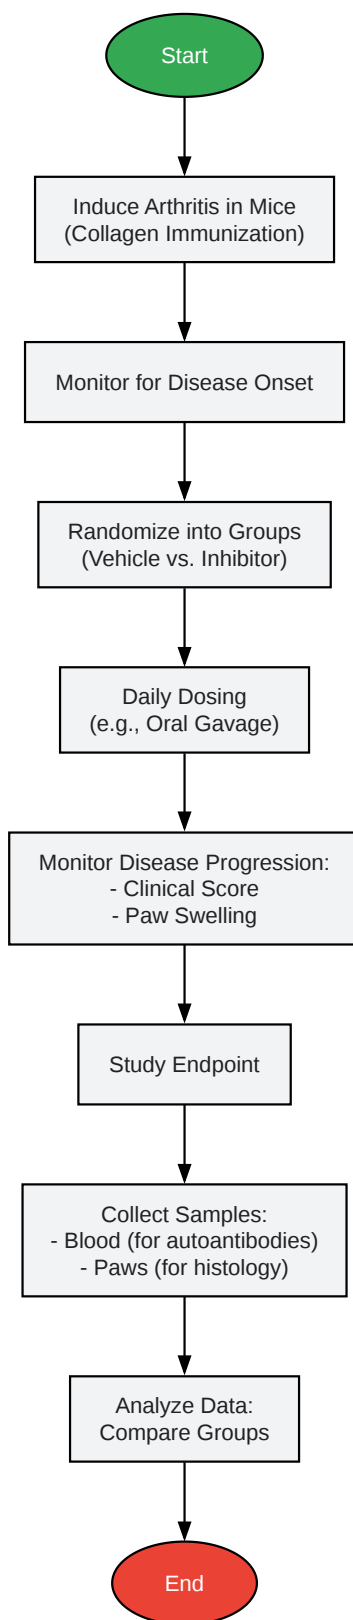 Start
Induce Arthritis in Mice
(Collagen Immunization)
Monitor for Disease Onset
Randomize into Groups
(Vehicle vs. Inhibitor)
Daily Dosing
(e.g., Oral Gavage)
Monitor Disease Progression:
- Clinical Score
- Paw Swelling
Study Endpoint
Collect Samples:
- Blood (for autoantibodies)
- Paws (for histology)
Analyze Data:
Compare Groups
End